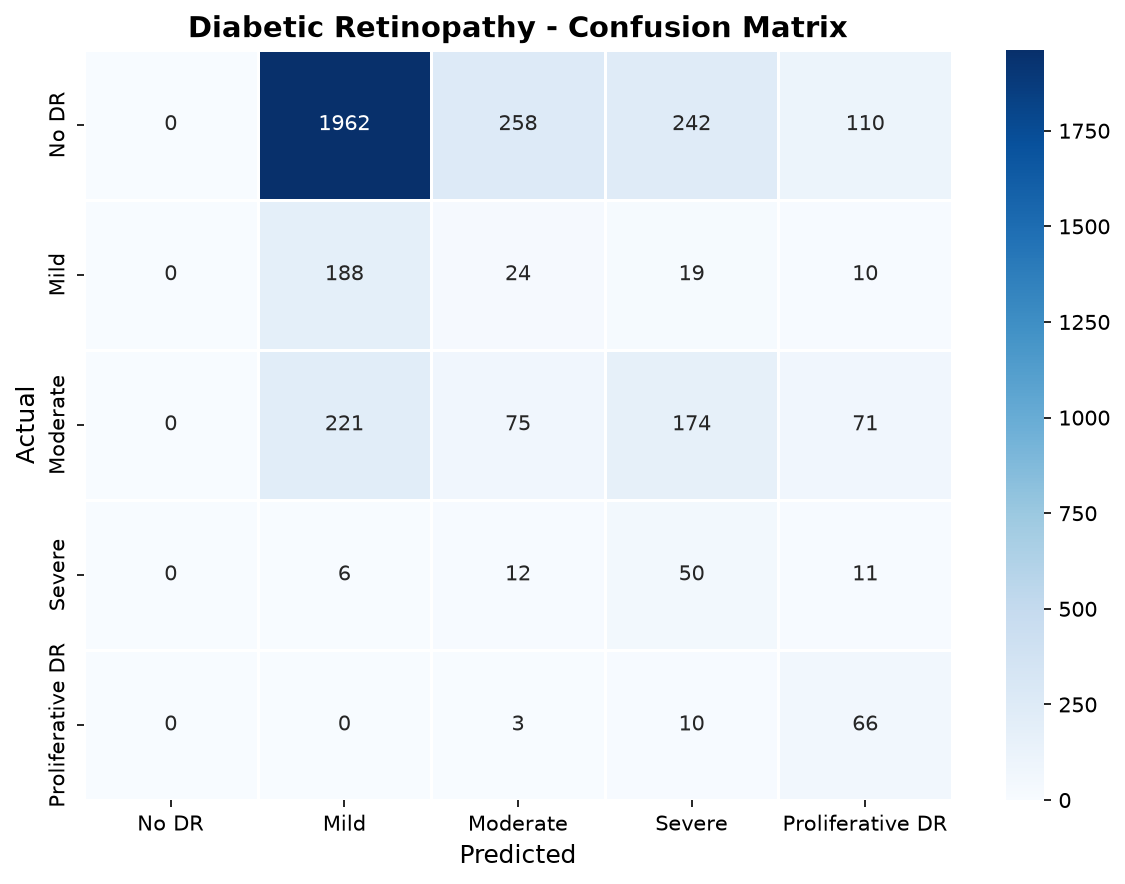 Diabetic Retinopathy - Confusion Matrix
Actual
No DR
0 1962 258 242 110
Mild
0 188 24 19 10
Moderate
0 221 75 174 71
Severe
0 6 12 50 11
Proliferative DR
0 0 3 10 66
No DR Mild Moderate Severe Proliferative DR
Predicted
1750
1500
1250
1000
750
500
250
0